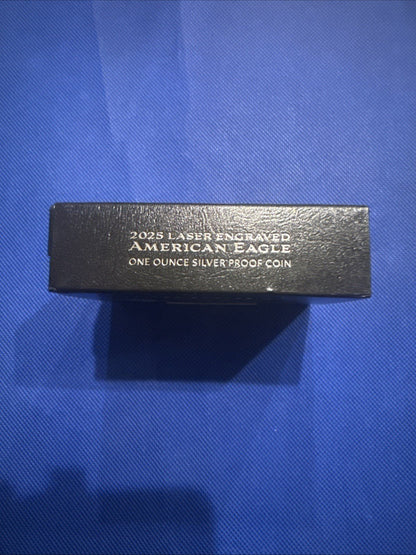 2025 LASER ENGRAVED
AMERICAN EAGLE
ONE OUNCE SILVER PROOF COIN